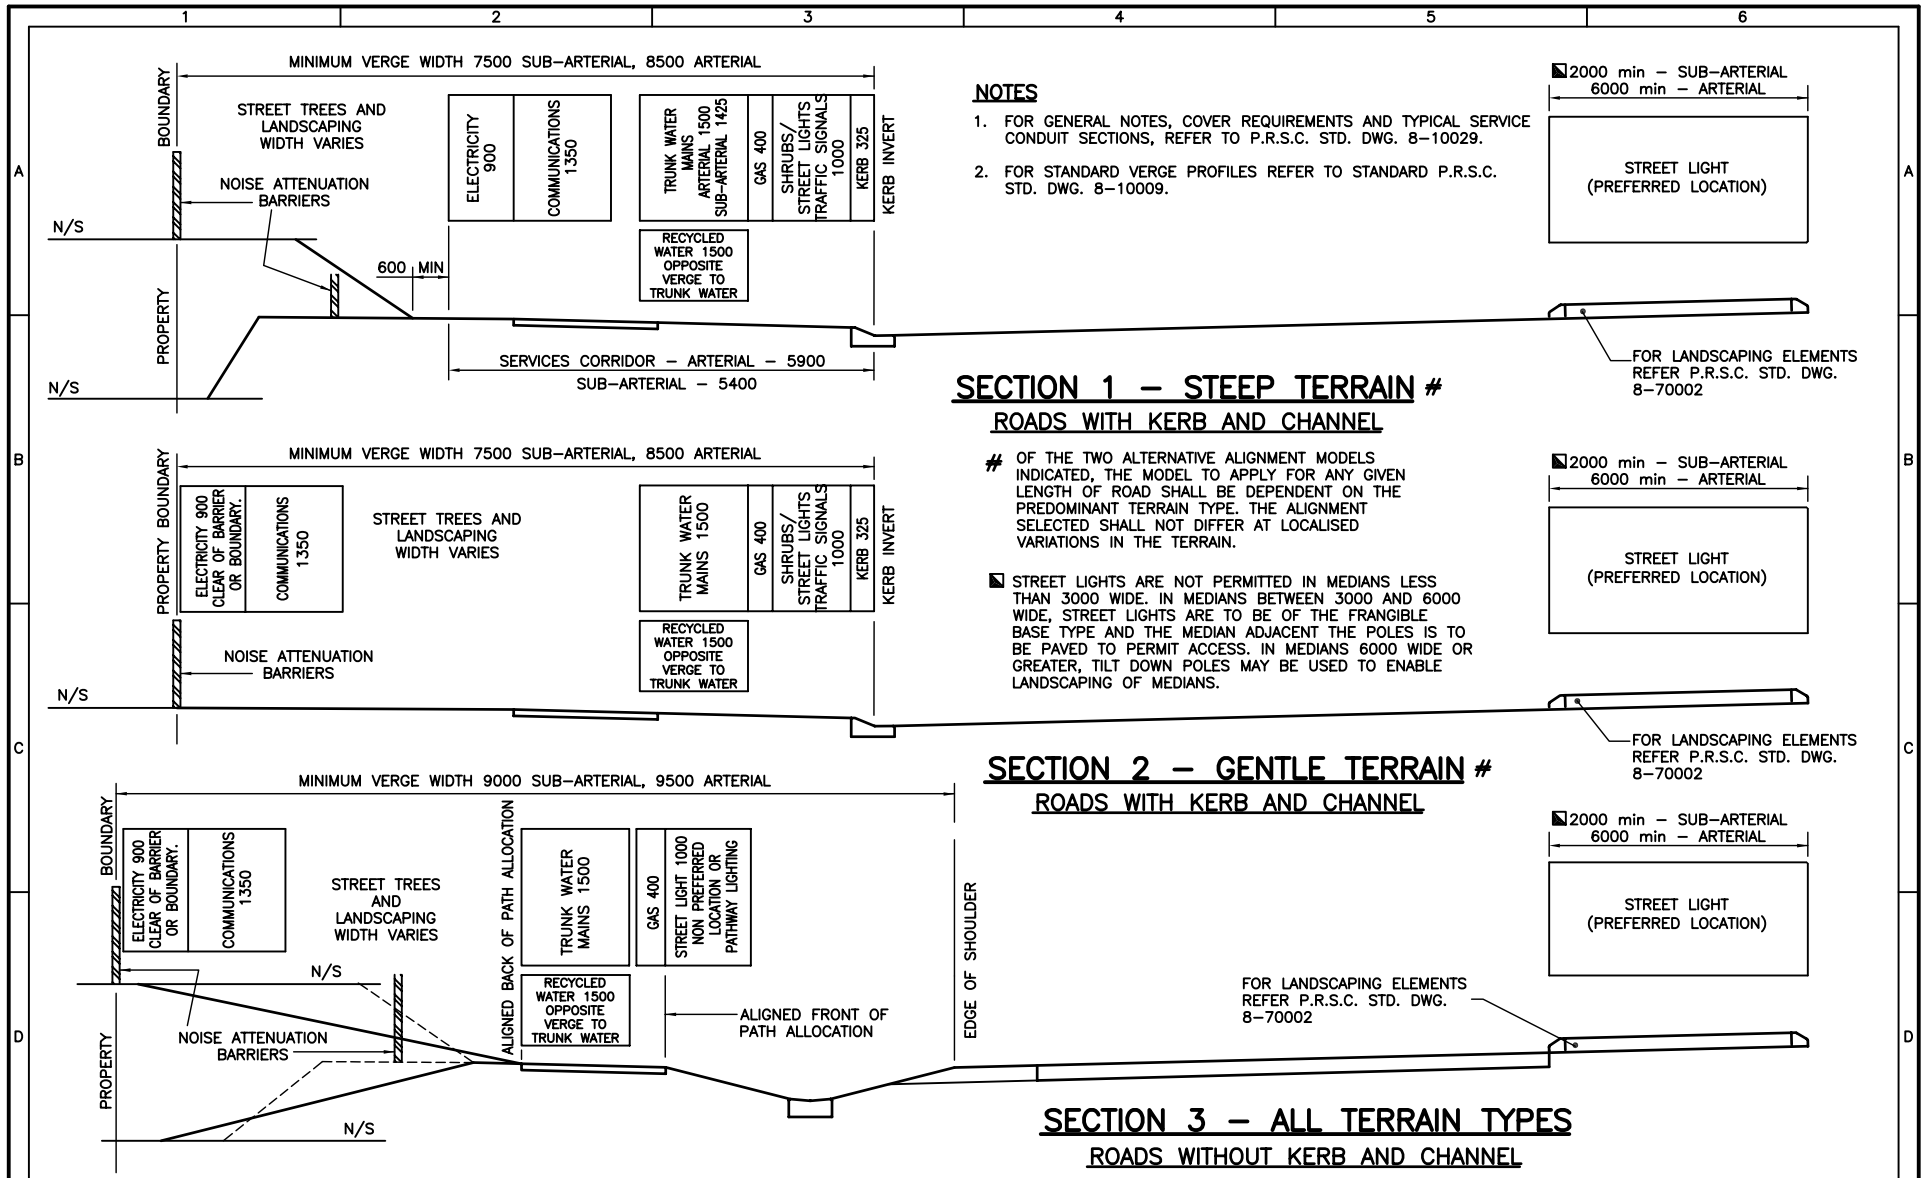 1 2 3 4 5 6
A
B
C
D
A
B
C
D
MINIMUM VERGE WIDTH 7500 SUB-ARTERIAL, 8500 ARTERIAL
BOUNDARY
PROPERTY
STREET TREES AND
LANDSCAPING
WIDTH VARIES
NOISE ATTENUATION
BARRIERS
N/S
N/S
600 MIN
ELECTRICITY
900
COMMUNICATIONS
1350
TRUNK WATER
MAINS
ARTERIAL 1500
SUB-ARTERIAL 1425
GAS 400
SHRUBS/
STREET LIGHTS
TRAFFIC SIGNALS
1000
KERB 325
KERB INVERT
RECYCLED
WATER 1500
OPPOSITE
VERGE TO
TRUNK WATER
SERVICES CORRIDOR - ARTERIAL - 5900
SUB-ARTERIAL - 5400
NOTES
1. FOR GENERAL NOTES, COVER REQUIREMENTS AND TYPICAL SERVICE
CONDUIT SECTIONS, REFER TO P.R.S.C. STD. DWG. 8-10029.
2. FOR STANDARD VERGE PROFILES REFER TO STANDARD P.R.S.C.
STD. DWG. 8-10009.
2000 min - SUB-ARTERIAL
6000 min - ARTERIAL
STREET LIGHT
(PREFERRED LOCATION)
FOR LANDSCAPING ELEMENTS
REFER P.R.S.C. STD. DWG.
8-70002
SECTION 1 - STEEP TERRAIN #
ROADS WITH KERB AND CHANNEL
MINIMUM VERGE WIDTH 7500 SUB-ARTERIAL, 8500 ARTERIAL
PROPERTY BOUNDARY
ELECTRICITY 900
CLEAR OF BARRIER
OR BOUNDARY.
COMMUNICATIONS
1350
STREET TREES AND
LANDSCAPING
WIDTH VARIES
TRUNK WATER
MAINS 1500
GAS 400
SHRUBS/
STREET LIGHTS
TRAFFIC SIGNALS
1000
KERB 325
KERB INVERT
RECYCLED
WATER 1500
OPPOSITE
VERGE TO
TRUNK WATER
NOISE ATTENUATION
BARRIERS
N/S
# OF THE TWO ALTERNATIVE ALIGNMENT MODELS
INDICATED, THE MODEL TO APPLY FOR ANY GIVEN
LENGTH OF ROAD SHALL BE DEPENDENT ON THE
PREDOMINANT TERRAIN TYPE. THE ALIGNMENT
SELECTED SHALL NOT DIFFER AT LOCALISED
VARIATIONS IN THE TERRAIN.
STREET LIGHTS ARE NOT PERMITTED IN MEDIANS LESS
THAN 3000 WIDE. IN MEDIANS BETWEEN 3000 AND 6000
WIDE, STREET LIGHTS ARE TO BE OF THE FRANGIBLE
BASE TYPE AND THE MEDIAN ADJACENT THE POLES IS TO
BE PAVED TO PERMIT ACCESS. IN MEDIANS 6000 WIDE OR
GREATER, TILT DOWN POLES MAY BE USED TO ENABLE
LANDSCAPING OF MEDIANS.
2000 min - SUB-ARTERIAL
6000 min - ARTERIAL
STREET LIGHT
(PREFERRED LOCATION)
FOR LANDSCAPING ELEMENTS
REFER P.R.S.C. STD. DWG.
8-70002
SECTION 2 - GENTLE TERRAIN #
ROADS WITH KERB AND CHANNEL
MINIMUM VERGE WIDTH 9000 SUB-ARTERIAL, 9500 ARTERIAL
BOUNDARY
PROPERTY
ELECTRICITY 900
CLEAR OF BARRIER
OR BOUNDARY.
COMMUNICATIONS
1350
STREET TREES
AND
LANDSCAPING
WIDTH VARIES
ALIGNED BACK OF PATH ALLOCATION
TRUNK WATER
MAINS 1500
GAS 400
STREET LIGHT 1000
NON PREFERRED
LOCATION OR
PATHWAY LIGHTING
RECYCLED
WATER 1500
OPPOSITE
VERGE TO
TRUNK WATER
ALIGNED FRONT OF
PATH ALLOCATION
EDGE OF SHOULDER
N/S
NOISE ATTENUATION
BARRIERS
N/S
2000 min - SUB-ARTERIAL
6000 min - ARTERIAL
STREET LIGHT
(PREFERRED LOCATION)
FOR LANDSCAPING ELEMENTS
REFER P.R.S.C. STD. DWG.
8-70002
SECTION 3 - ALL TERRAIN TYPES
ROADS WITHOUT KERB AND CHANNEL